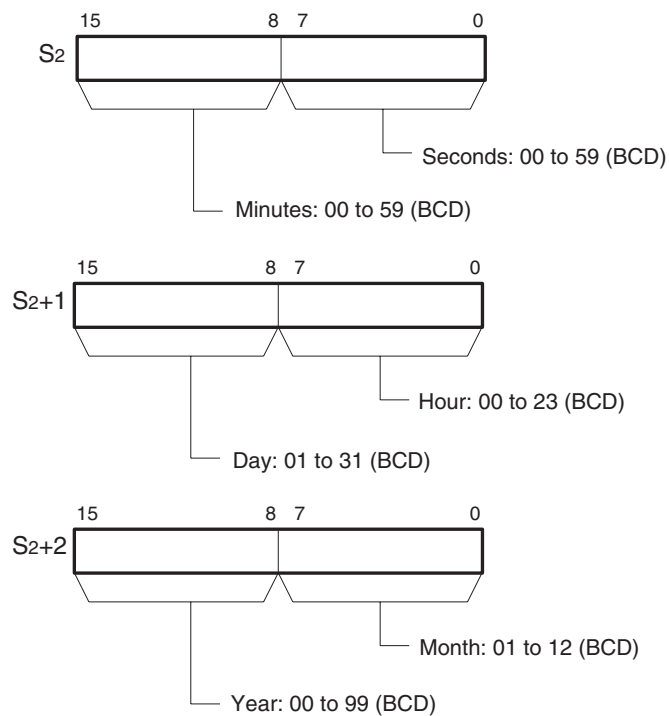 15 8 7 0
S2
Seconds: 00 to 59 (BCD)
Minutes: 00 to 59 (BCD)
15 8 7 0
S2+1
Hour: 00 to 23 (BCD)
Day: 01 to 31 (BCD)
15 8 7 0
S2+2
Month: 01 to 12 (BCD)
Year: 00 to 99 (BCD)